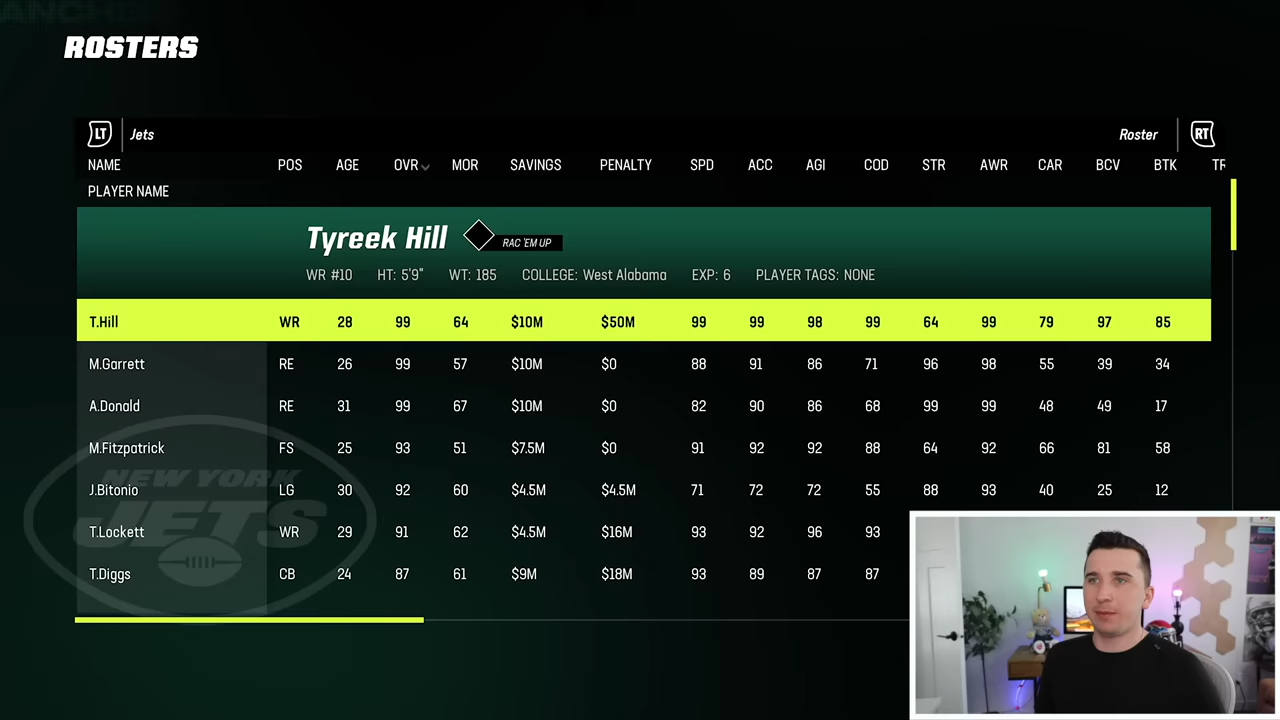 ROSTERS
LT Jets Roster RT
NAME POS AGE OVR MOR SAVINGS PENALTY SPD ACC AGI COD STR AWR CAR BCV BTK
PLAYER NAME
Tyreek Hill RAC 'EM UP
WR #10 HT: 5'9" WT: 185 COLLEGE: West Alabama EXP: 6 PLAYER TAGS: NONE
T.Hill WR 28 99 64 $10M $50M 99 99 98 99 64 99 79 97 85
M.Garrett RE 26 99 57 $10M $0 88 91 86 71 96 98 55 39 34
A.Donald RE 31 99 67 $10M $0 82 90 86 68 99 99 48 49 17
M.Fitzpatrick FS 25 93 51 $7.5M $0 91 92 92 88 64 92 66 81 58
J.Bitonio LG 30 92 60 $4.5M $4.5M 71 72 72 55 88 93 40 25 12
T.Lockett WR 29 91 62 $4.5M $16M 93 92 96 93
T.Diggs CB 24 87 61 $9M $18M 93 89 87 87
NEW YORK
JETS